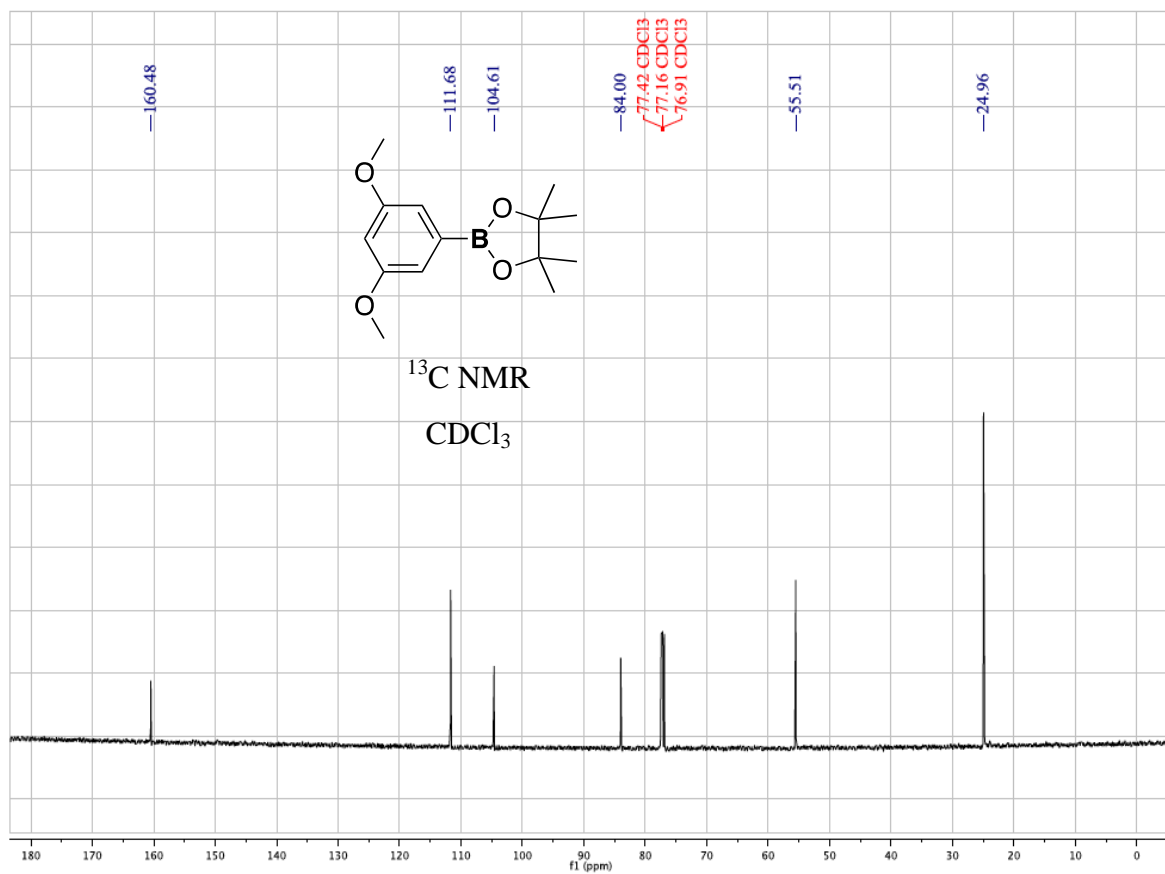 —160.48
—111.68
—104.61
—84.00
77.42 CDCl3
77.16 CDCl3
76.91 CDCl3
—55.51
—24.96
O
O
B
O
O
¹³C NMR
CDCl₃
180 170 160 150 140 130 120 110 100 90 80 70 60 50 40 30 20 10 0
f1 (ppm)